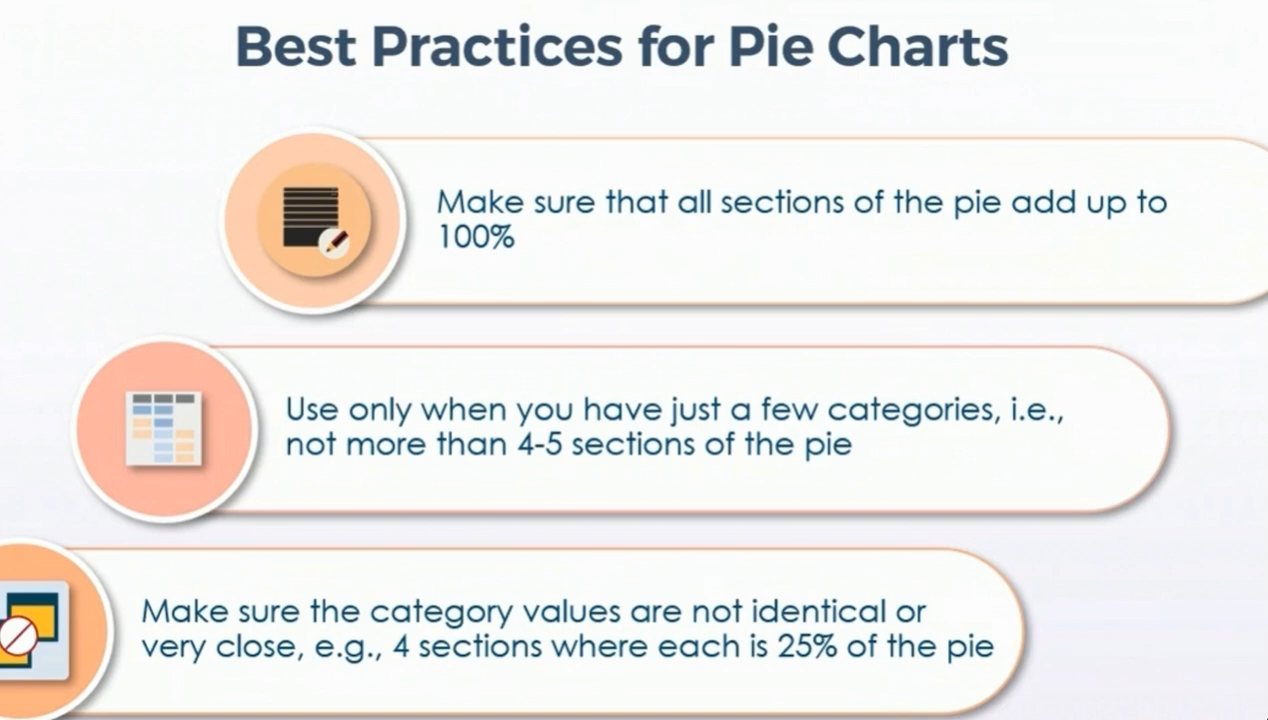 Best Practices for Pie Charts
Make sure that all sections of the pie add up to
100%
Use only when you have just a few categories, i.e.,
not more than 4-5 sections of the pie
Make sure the category values are not identical or
very close, e.g., 4 sections where each is 25% of the pie